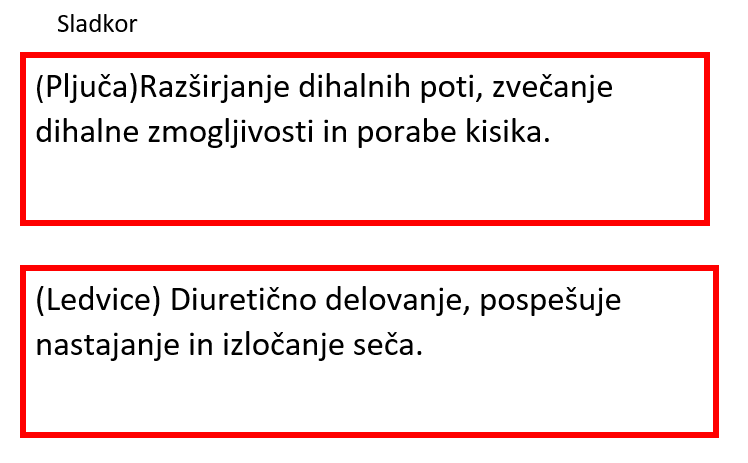 Sladkor
(Pljuča)Razširjanje dihalnih poti, zvečanje
dihalne zmogljivosti in porabe kisika.
(Ledvice) Diuretično delovanje, pospešuje
nastajanje in izločanje seča.